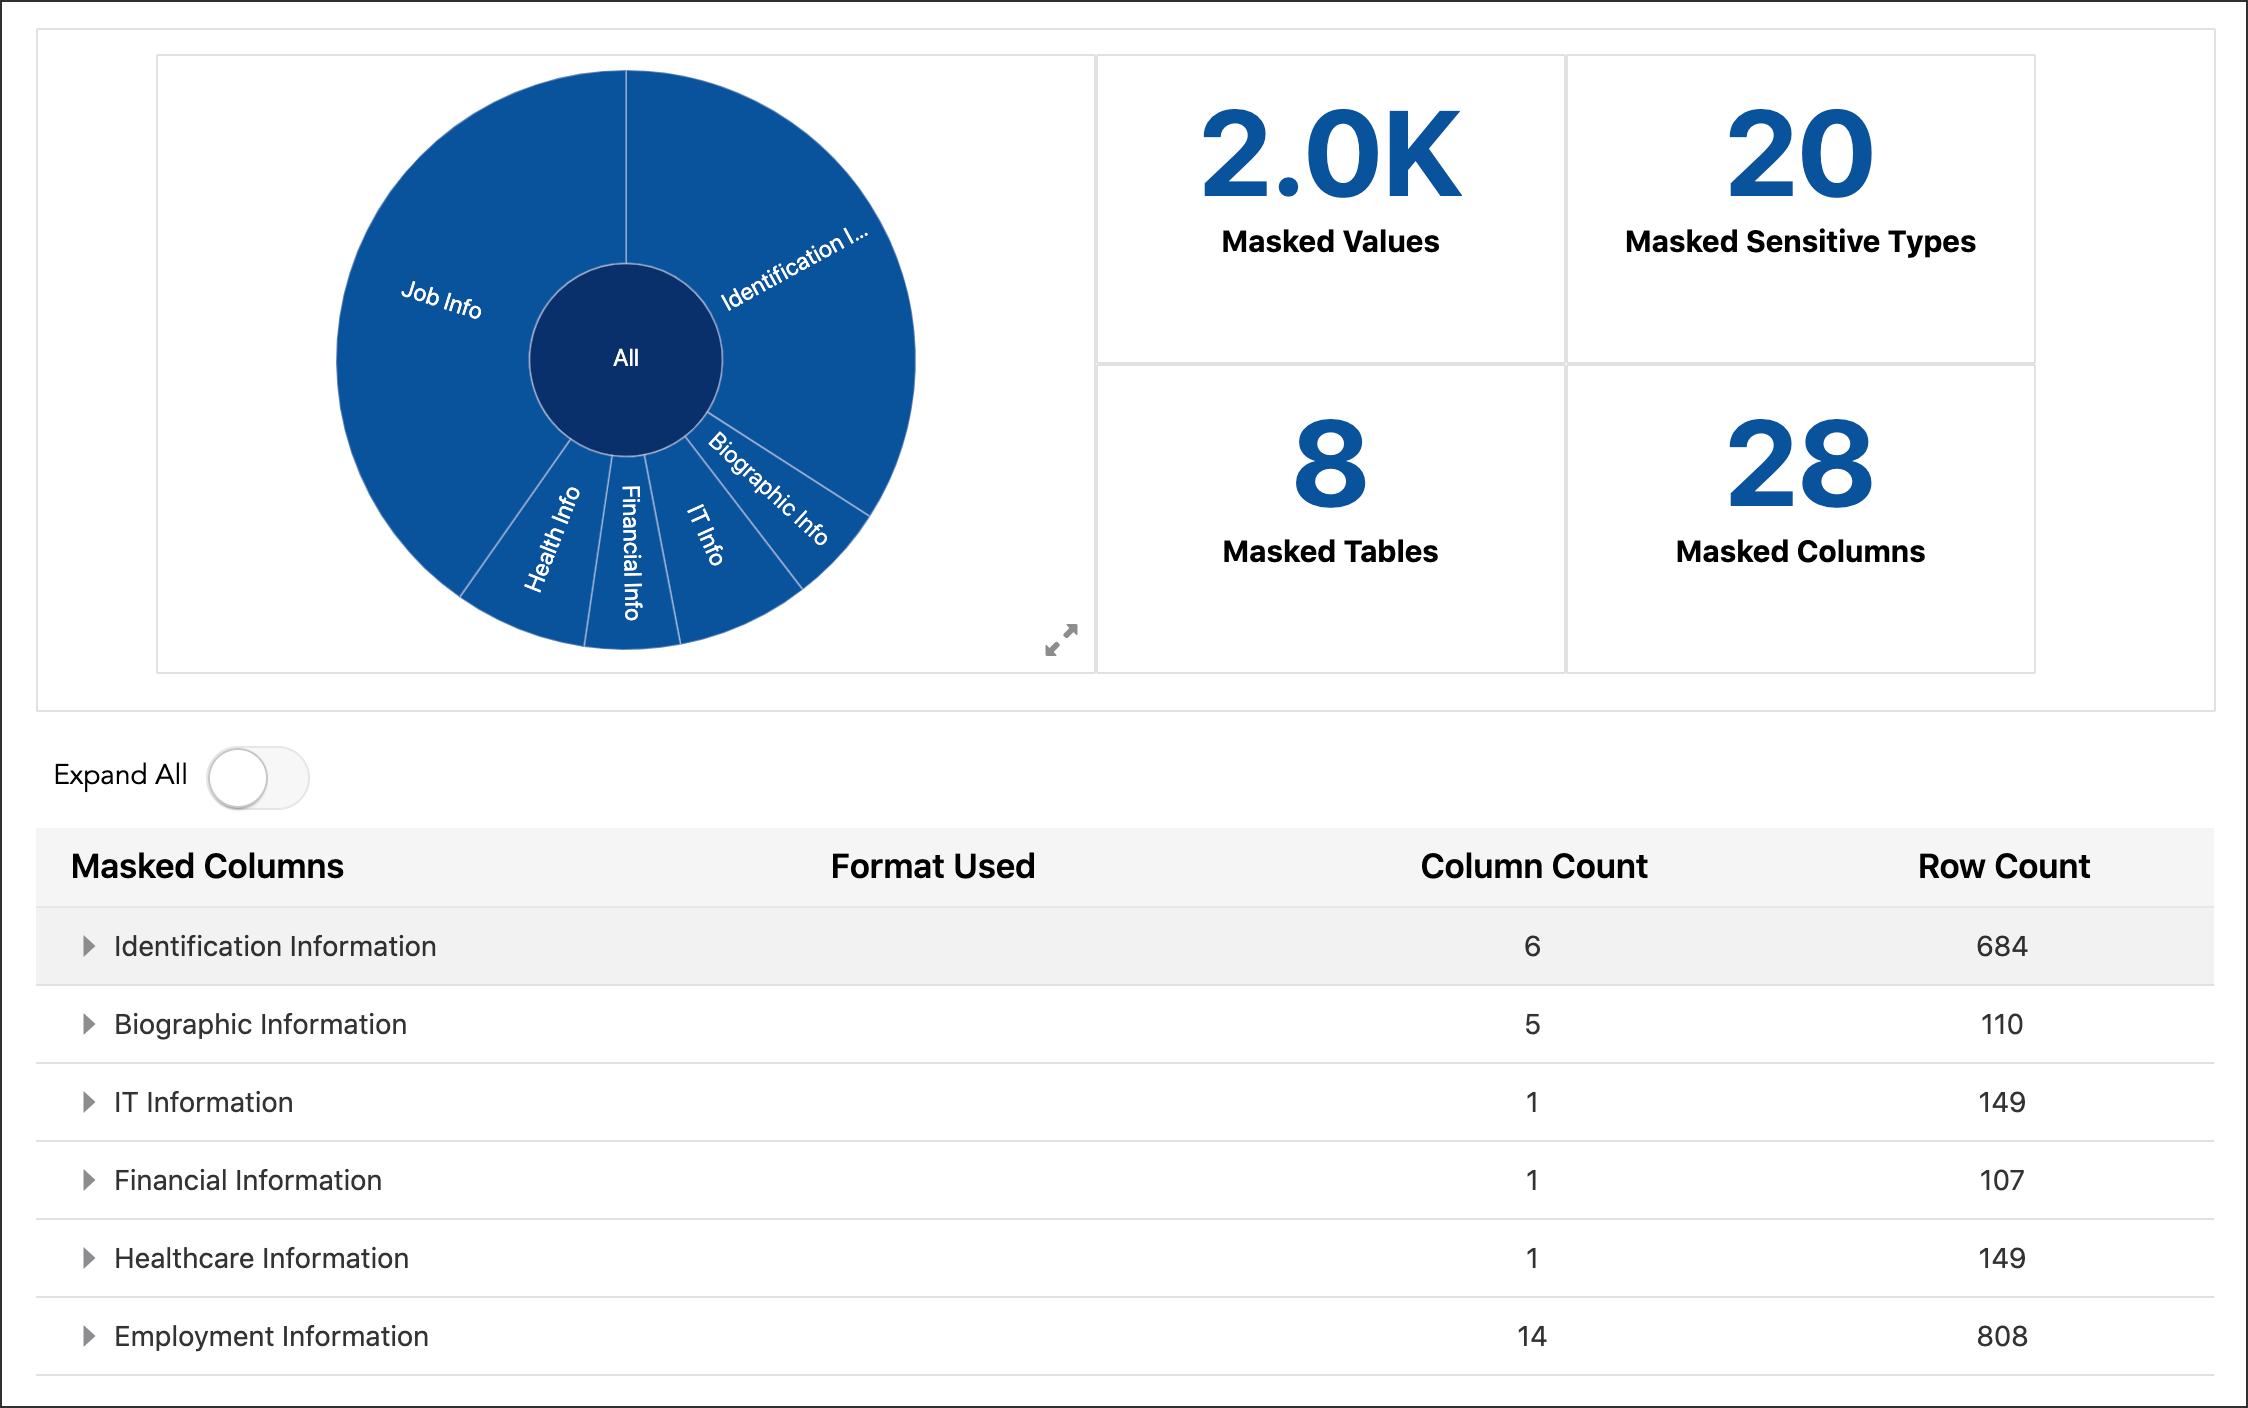 Job Info
Identification I...
All
Biographic Info
IT Info
Financial Info
Health Info
2.0K
Masked Values
20
Masked Sensitive Types
8
Masked Tables
28
Masked Columns
Expand All
Masked Columns Format Used Column Count Row Count
Identification Information 6 684
Biographic Information 5 110
IT Information 1 149
Financial Information 1 107
Healthcare Information 1 149
Employment Information 14 808